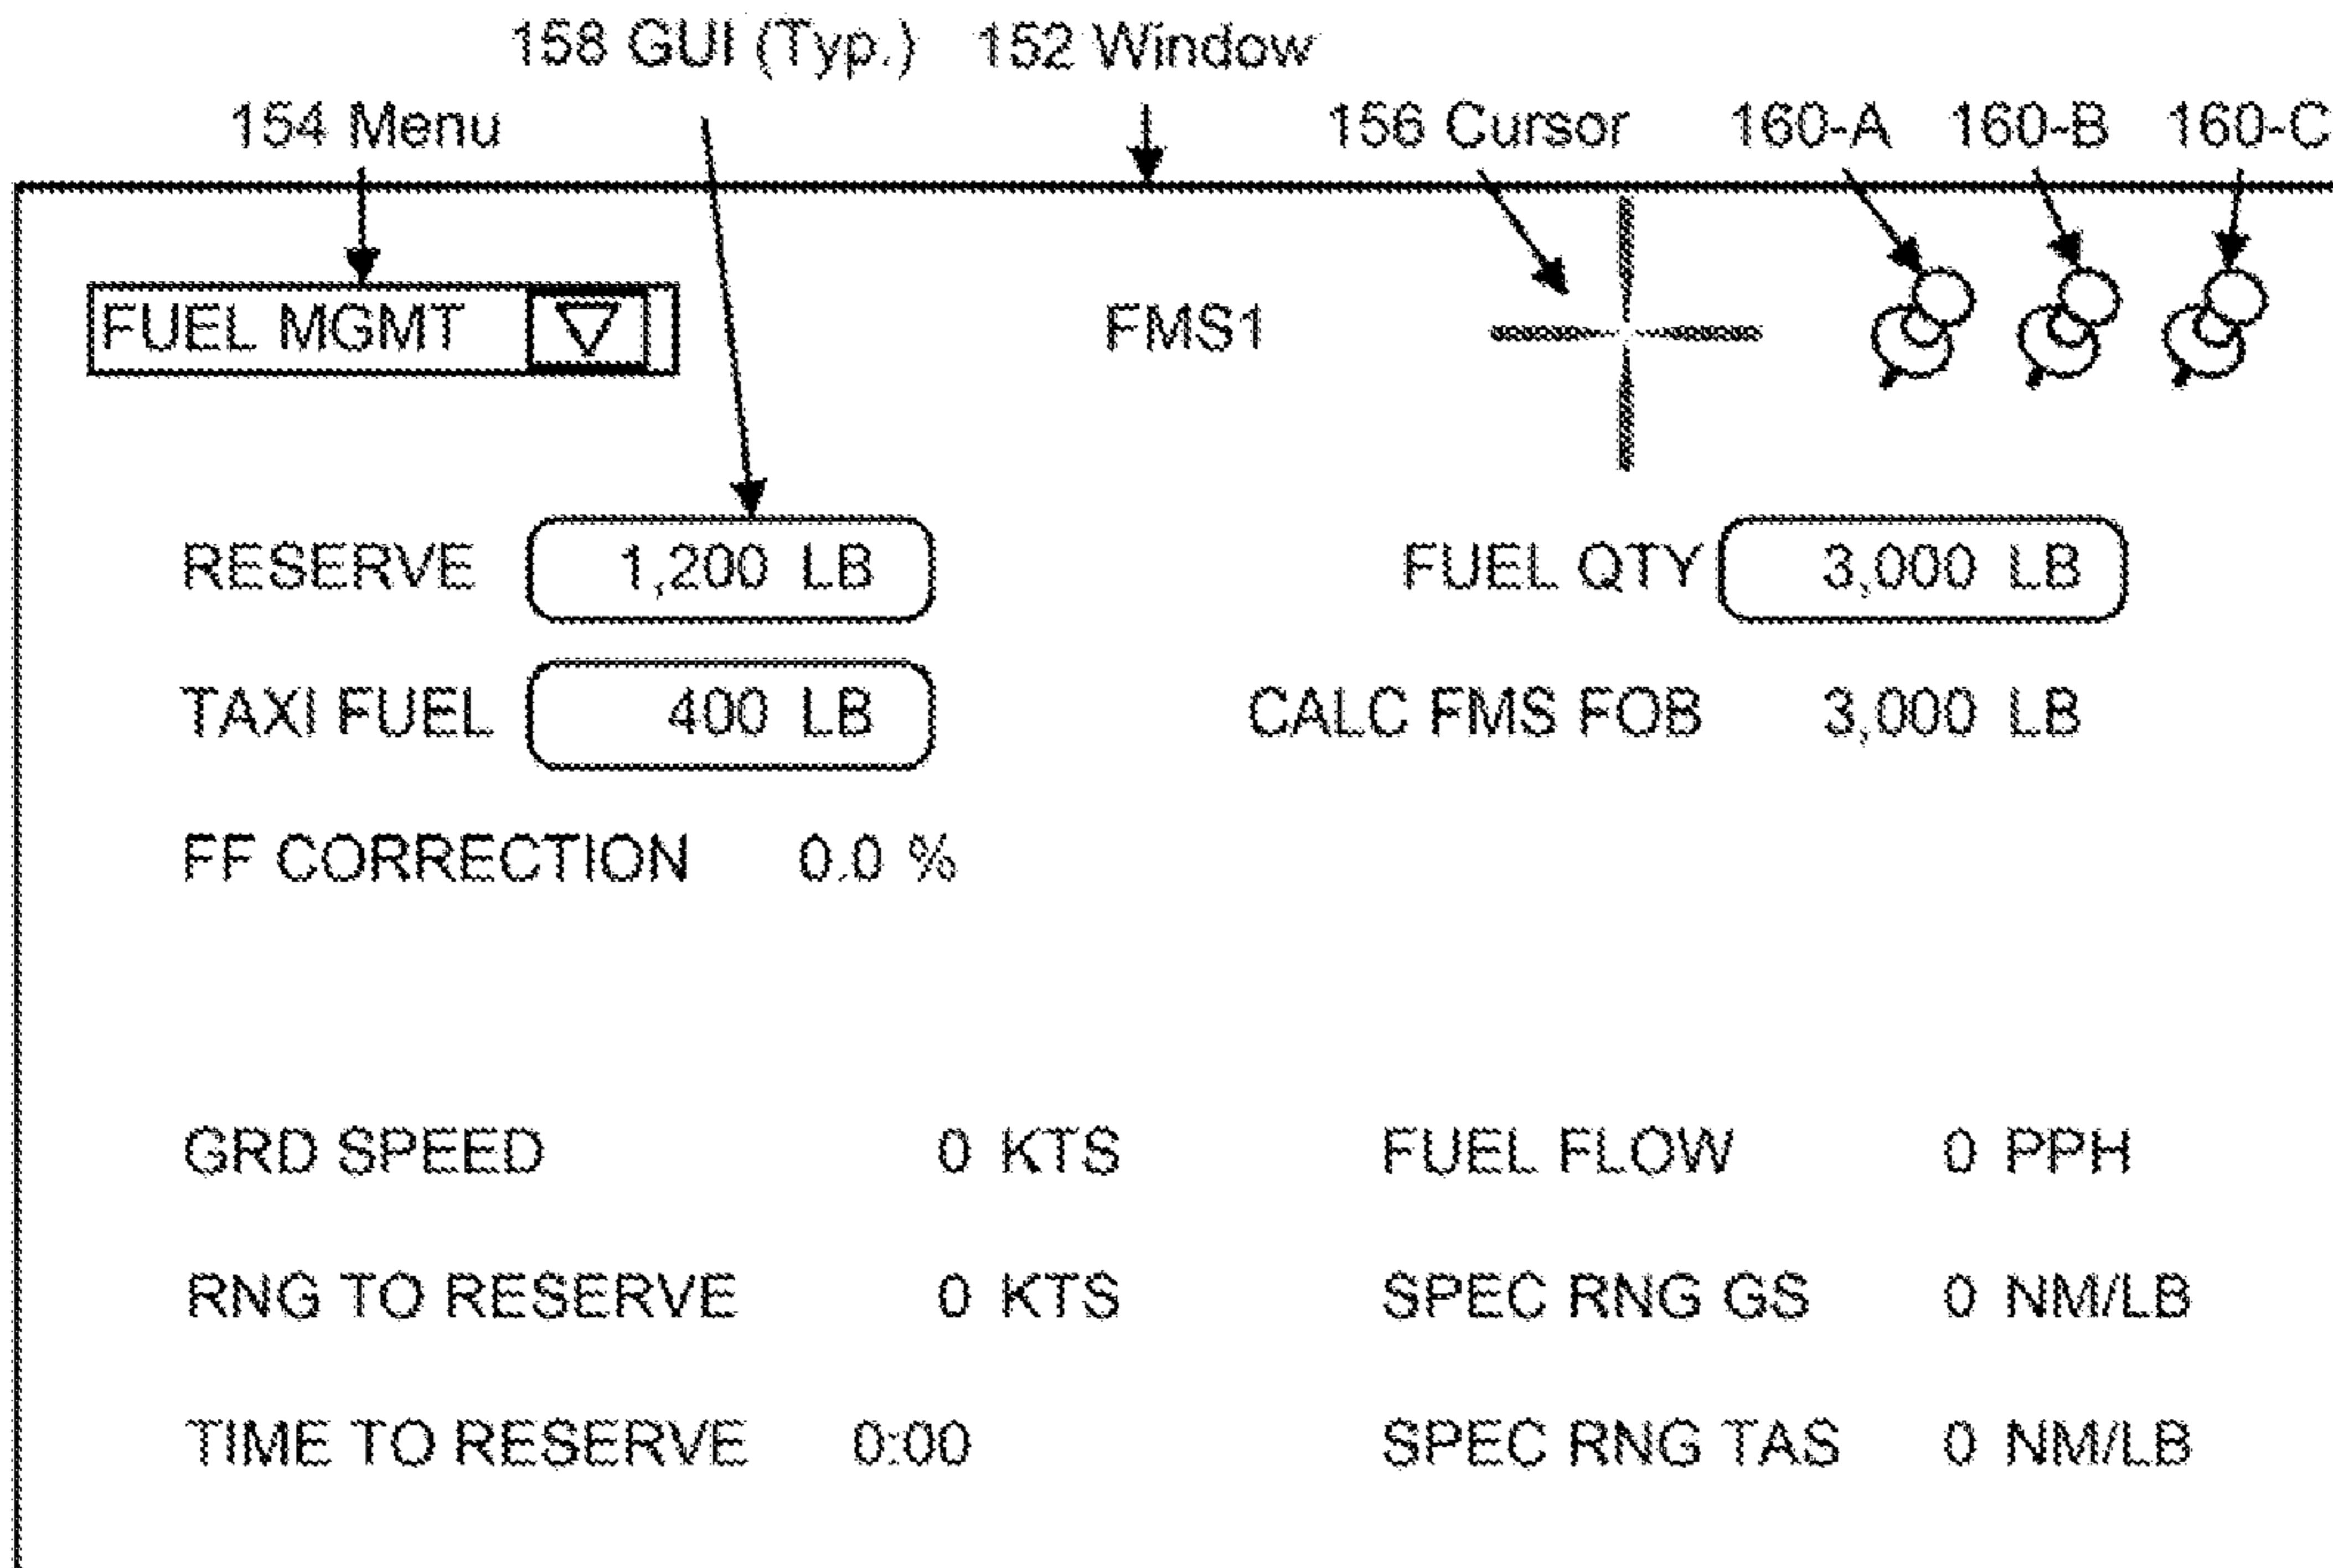 158 GUI (Typ.) 152 Window
154 Menu 156 Cursor 160-A 160-B 160-C
FUEL MGMT FMS1
RESERVE 1,200 LB FUEL QTY 3,000 LB
TAXI FUEL 400 LB CALC FMS FOB 3,000 LB
FF CORRECTION 0.0 %
GRD SPEED 0 KTS FUEL FLOW 0 PPH
RNG TO RESERVE 0 KTS SPEC RNG GS 0 NM/LB
TIME TO RESERVE 0:00 SPEC RNG TAS 0 NM/LB